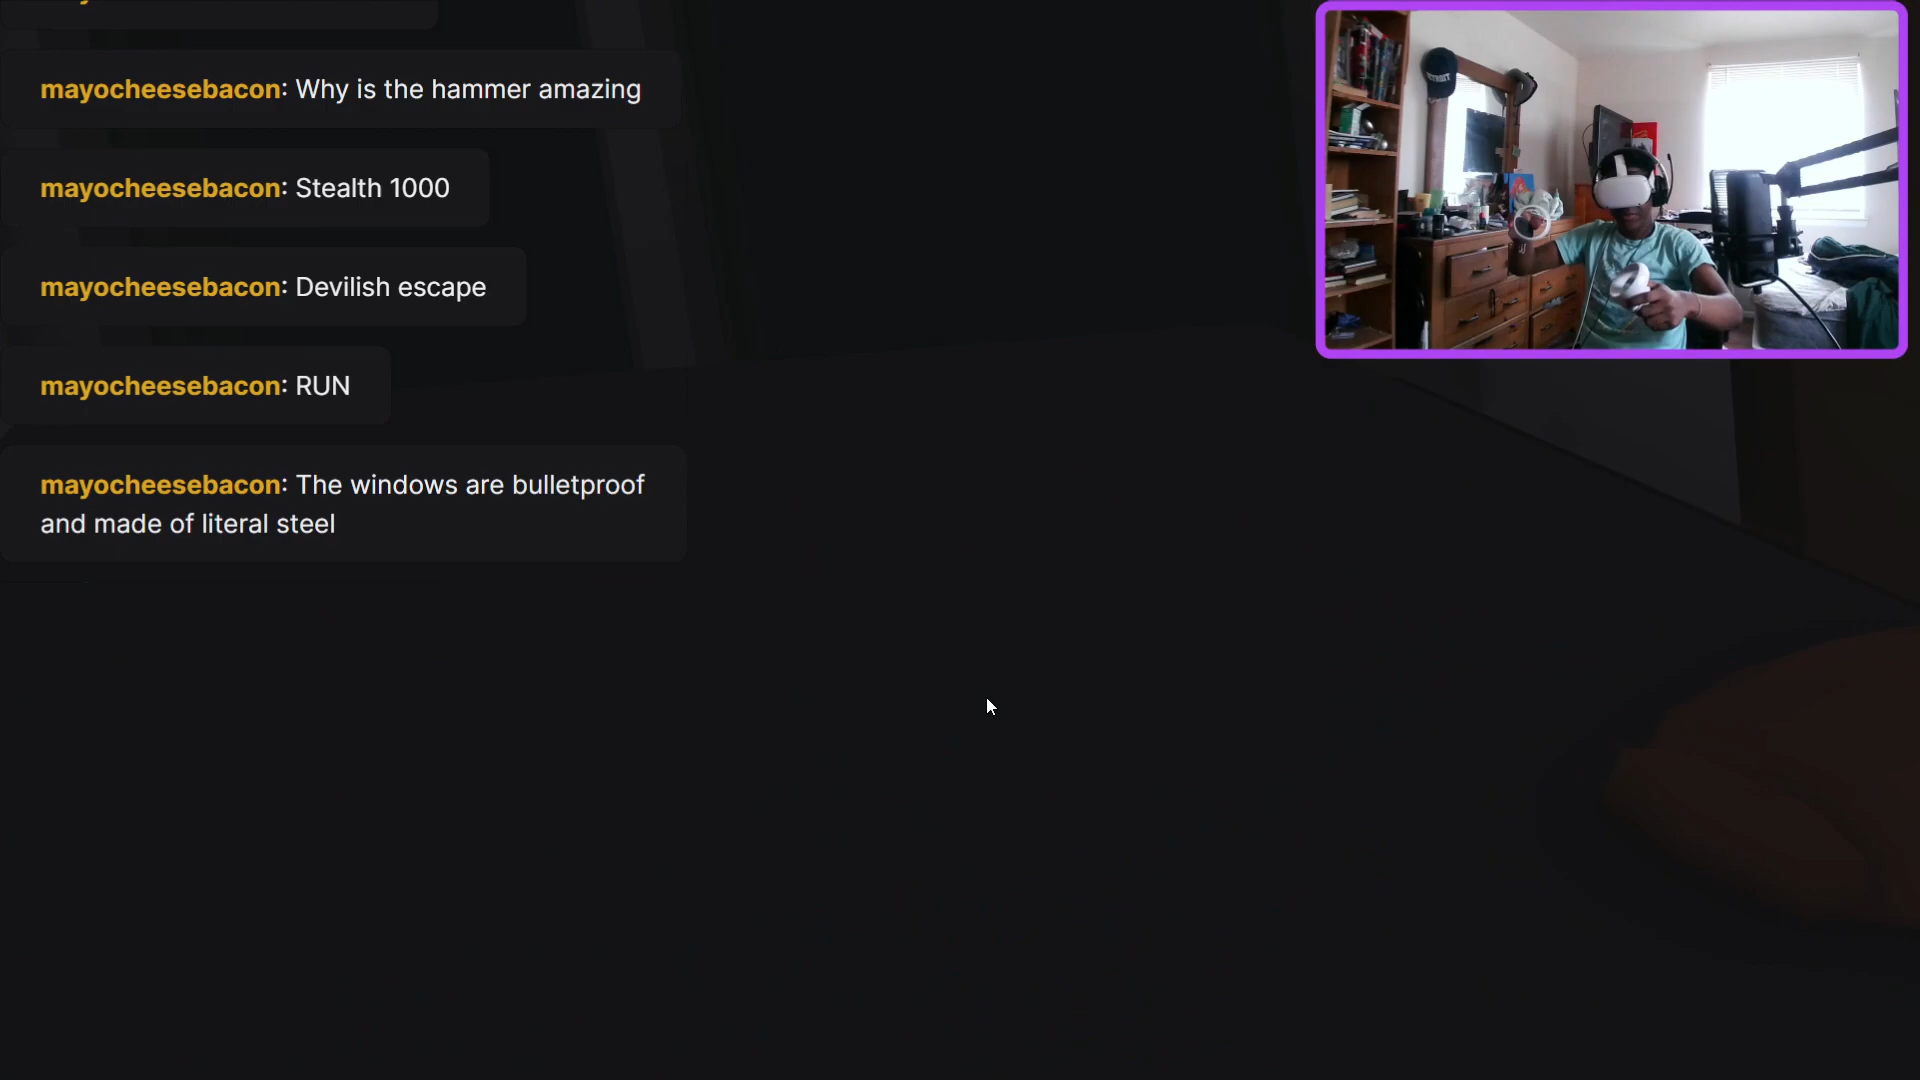 mayocheesebacon: Why is the hammer amazing
DETROIT
mayocheesebacon: Stealth 1000
mayocheesebacon: Devilish escape
mayocheesebacon: RUN
mayocheesebacon: The windows are bulletproof
and made of literal steel